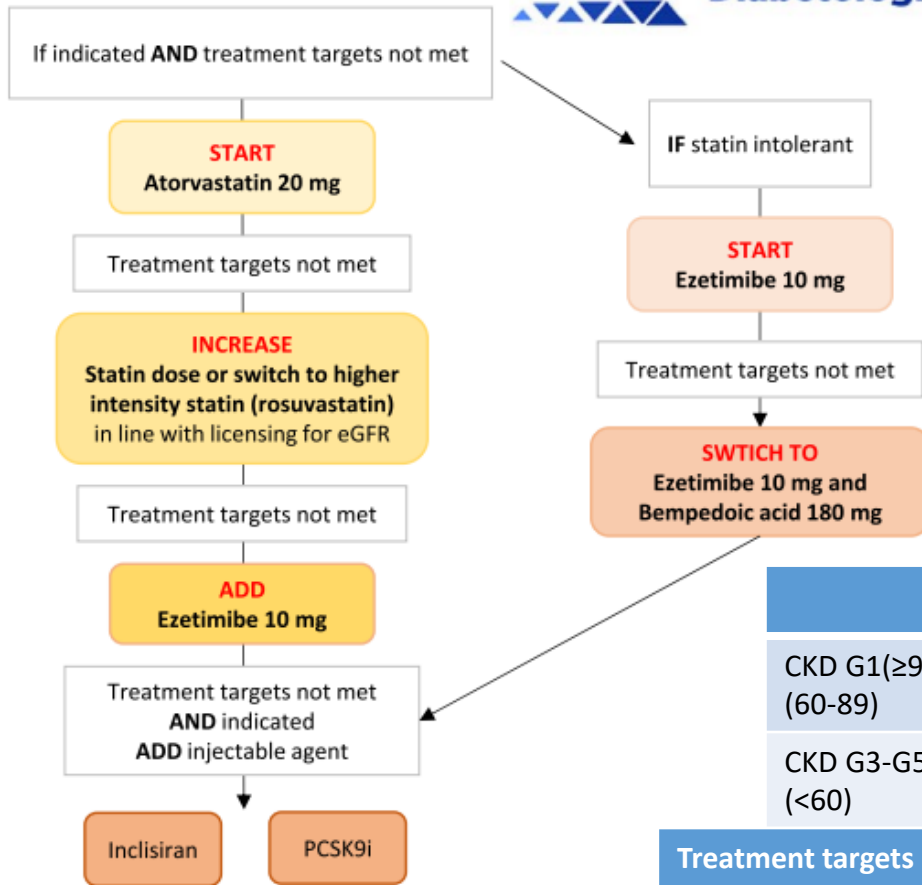 If indicated AND treatment targets not met
START
Atorvastatin 20 mg
Treatment targets not met
INCREASE
Statin dose or switch to higher
intensity statin (rosuvastatin)
in line with licensing for eGFR
Treatment targets not met
ADD
Ezetimibe 10 mg
Treatment targets not met
AND indicated
ADD injectable agent
Inclisiran
PCSK9i
IF statin intolerant
START
Ezetimibe 10 mg
Treatment targets not met
SWTICH TO
Ezetimibe 10 mg and
Bempedoic acid 180 mg
CKD G1(≥9
(60-89)
CKD G3-G5
(<60)
Treatment targets